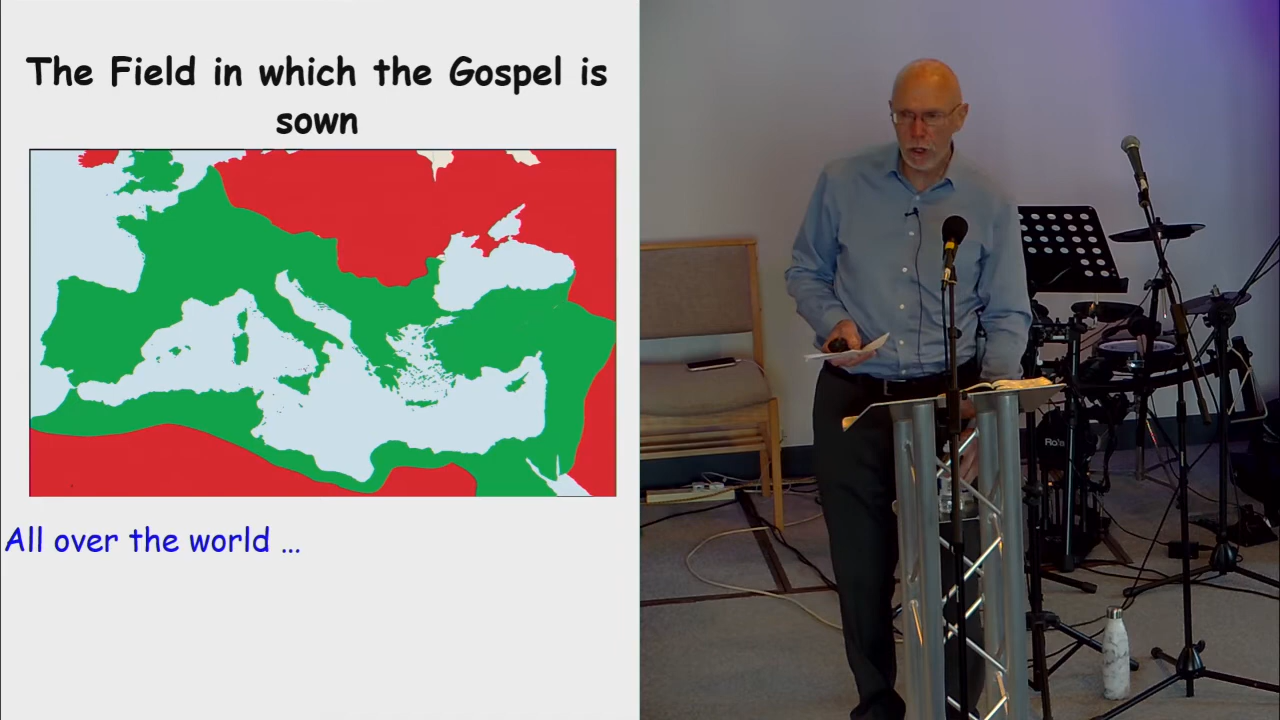 The Field in which the Gospel is
sown
All over the world ...